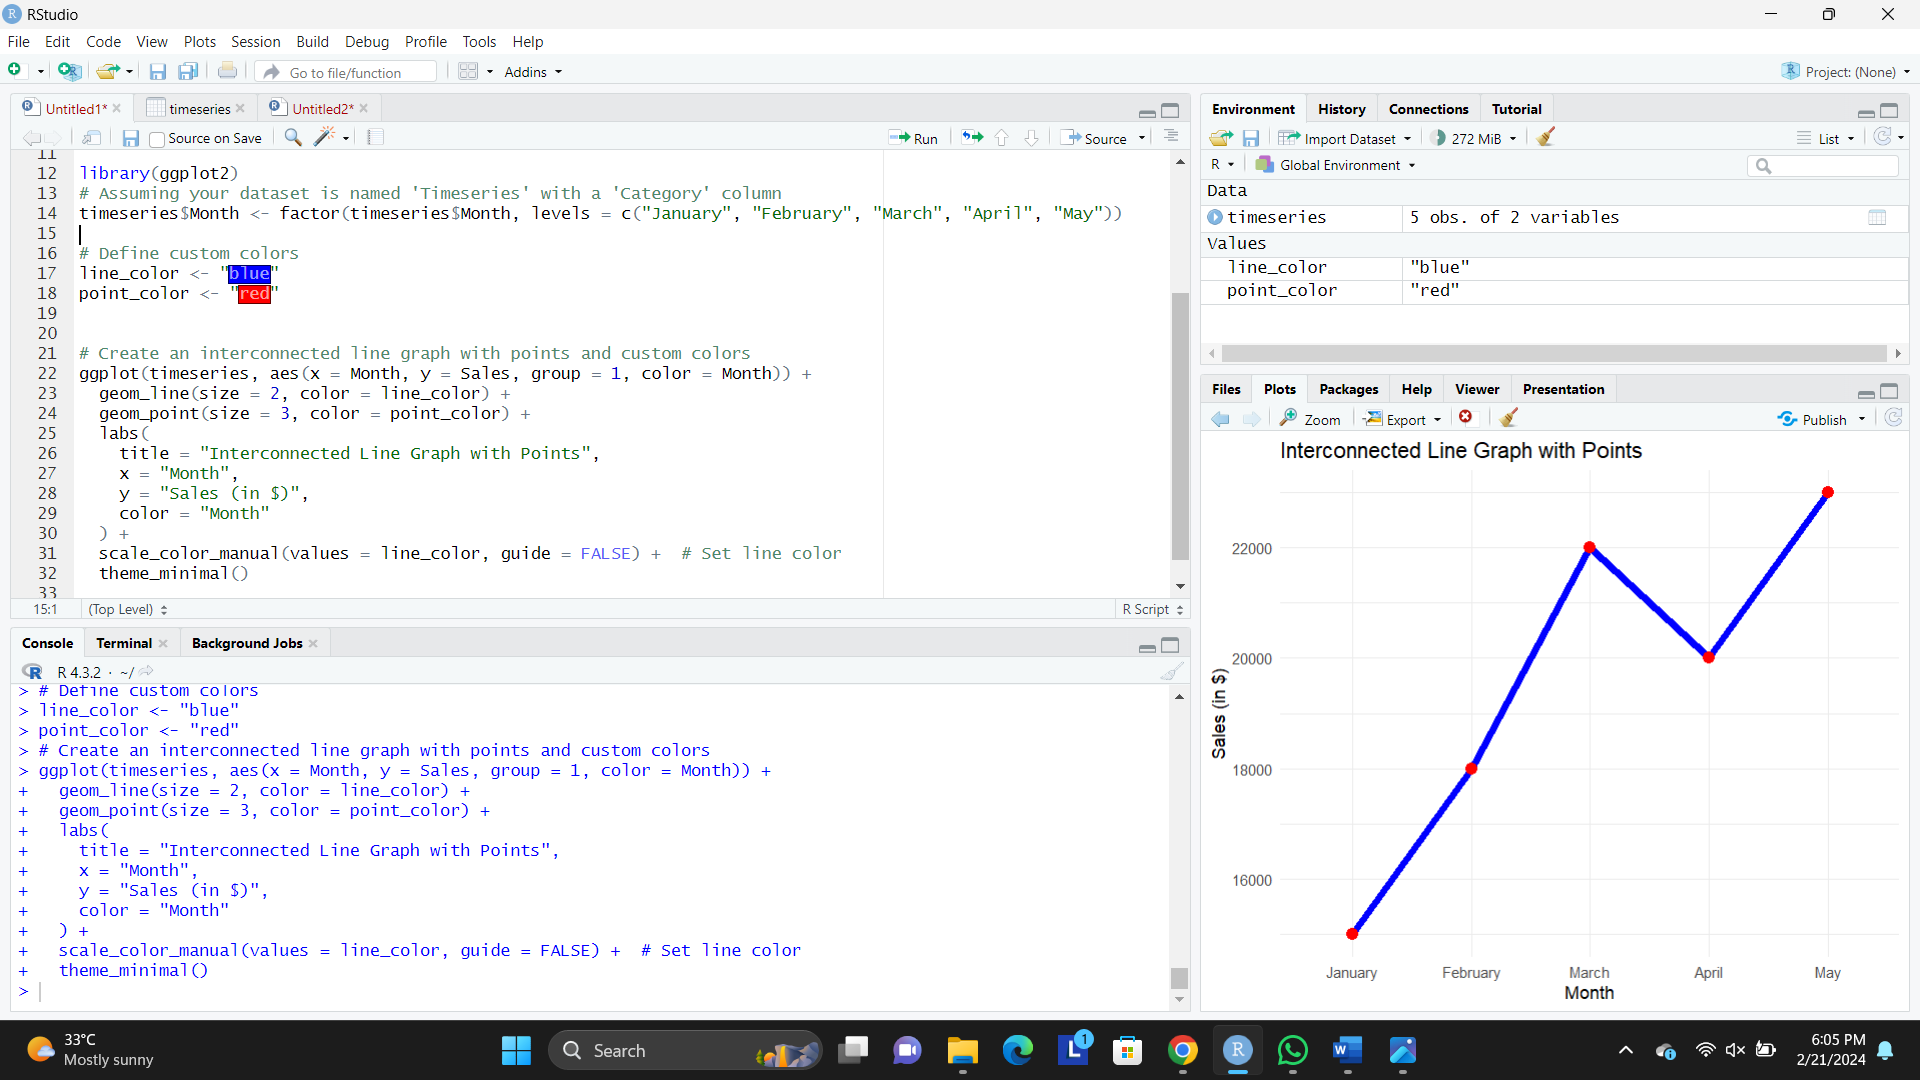 RStudio
File Edit Code View Plots Session Build Debug Profile Tools Help
Go to file/function Addins Project: (None)
Untitled1* timeseries Untitled2*
Source on Save Run Source
11
12 library(ggplot2)
13 # Assuming your dataset is named 'Timeseries' with a 'Category' column
14 timeseries$Month <- factor(timeseries$Month, levels = c("January", "February", "March", "April", "May"))
15
16 # Define custom colors
17 line_color <- "blue"
18 point_color <- "red"
19
20
21 # Create an interconnected line graph with points and custom colors
22 ggplot(timeseries, aes(x = Month, y = Sales, group = 1, color = Month)) +
23 geom_line(size = 2, color = line_color) +
24 geom_point(size = 3, color = point_color) +
25 labs(
26 title = "Interconnected Line Graph with Points",
27 x = "Month",
28 y = "Sales (in $)",
29 color = "Month"
30 ) +
31 scale_color_manual(values = line_color, guide = FALSE) + # Set line color
32 theme_minimal()
33
15:1 (Top Level) R Script
Console Terminal Background Jobs
R R 4.3.2 · ~/
> # Define custom colors
> line_color <- "blue"
> point_color <- "red"
> # Create an interconnected line graph with points and custom colors
> ggplot(timeseries, aes(x = Month, y = Sales, group = 1, color = Month)) +
+ geom_line(size = 2, color = line_color) +
+ geom_point(size = 3, color = point_color) +
+ labs(
+ title = "Interconnected Line Graph with Points",
+ x = "Month",
+ y = "Sales (in $)",
+ color = "Month"
+ ) +
+ scale_color_manual(values = line_color, guide = FALSE) + # Set line color
+ theme_minimal()
>
Environment History Connections Tutorial
Import Dataset 272 MiB List
R Global Environment
Data
timeseries 5 obs. of 2 variables
Values
line_color "blue"
point_color "red"
Files Plots Packages Help Viewer Presentation
Zoom Export Publish
Interconnected Line Graph with Points
22000
20000
18000
16000
Sales (in $)
January February March April May
Month
33°C
Mostly sunny
Search
1
6:05 PM
2/21/2024